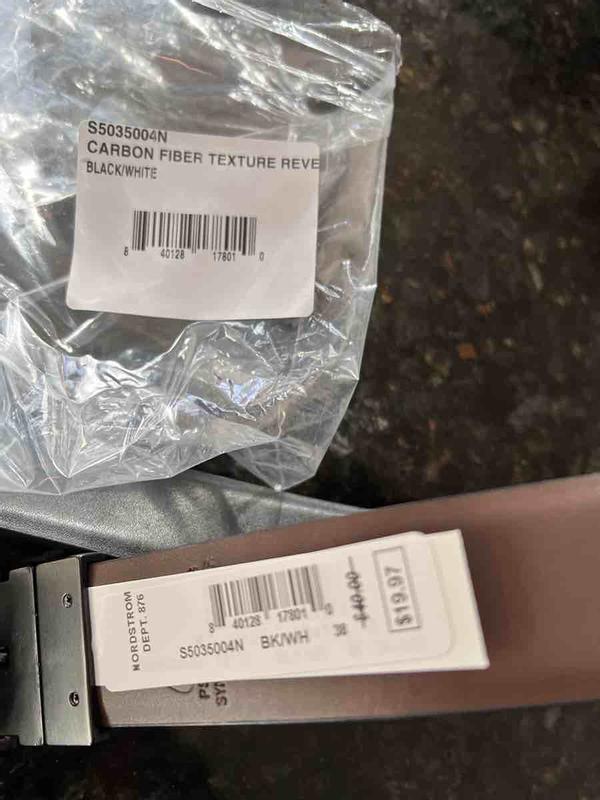 S5035004N
CARBON FIBER TEXTURE REVE
BLACK/WHITE
8 40128 17801 0
NORDSTROM
DEPT. 876
8 40128 17801 0
S5035004N BK/WH 38
$40.00
$19.97